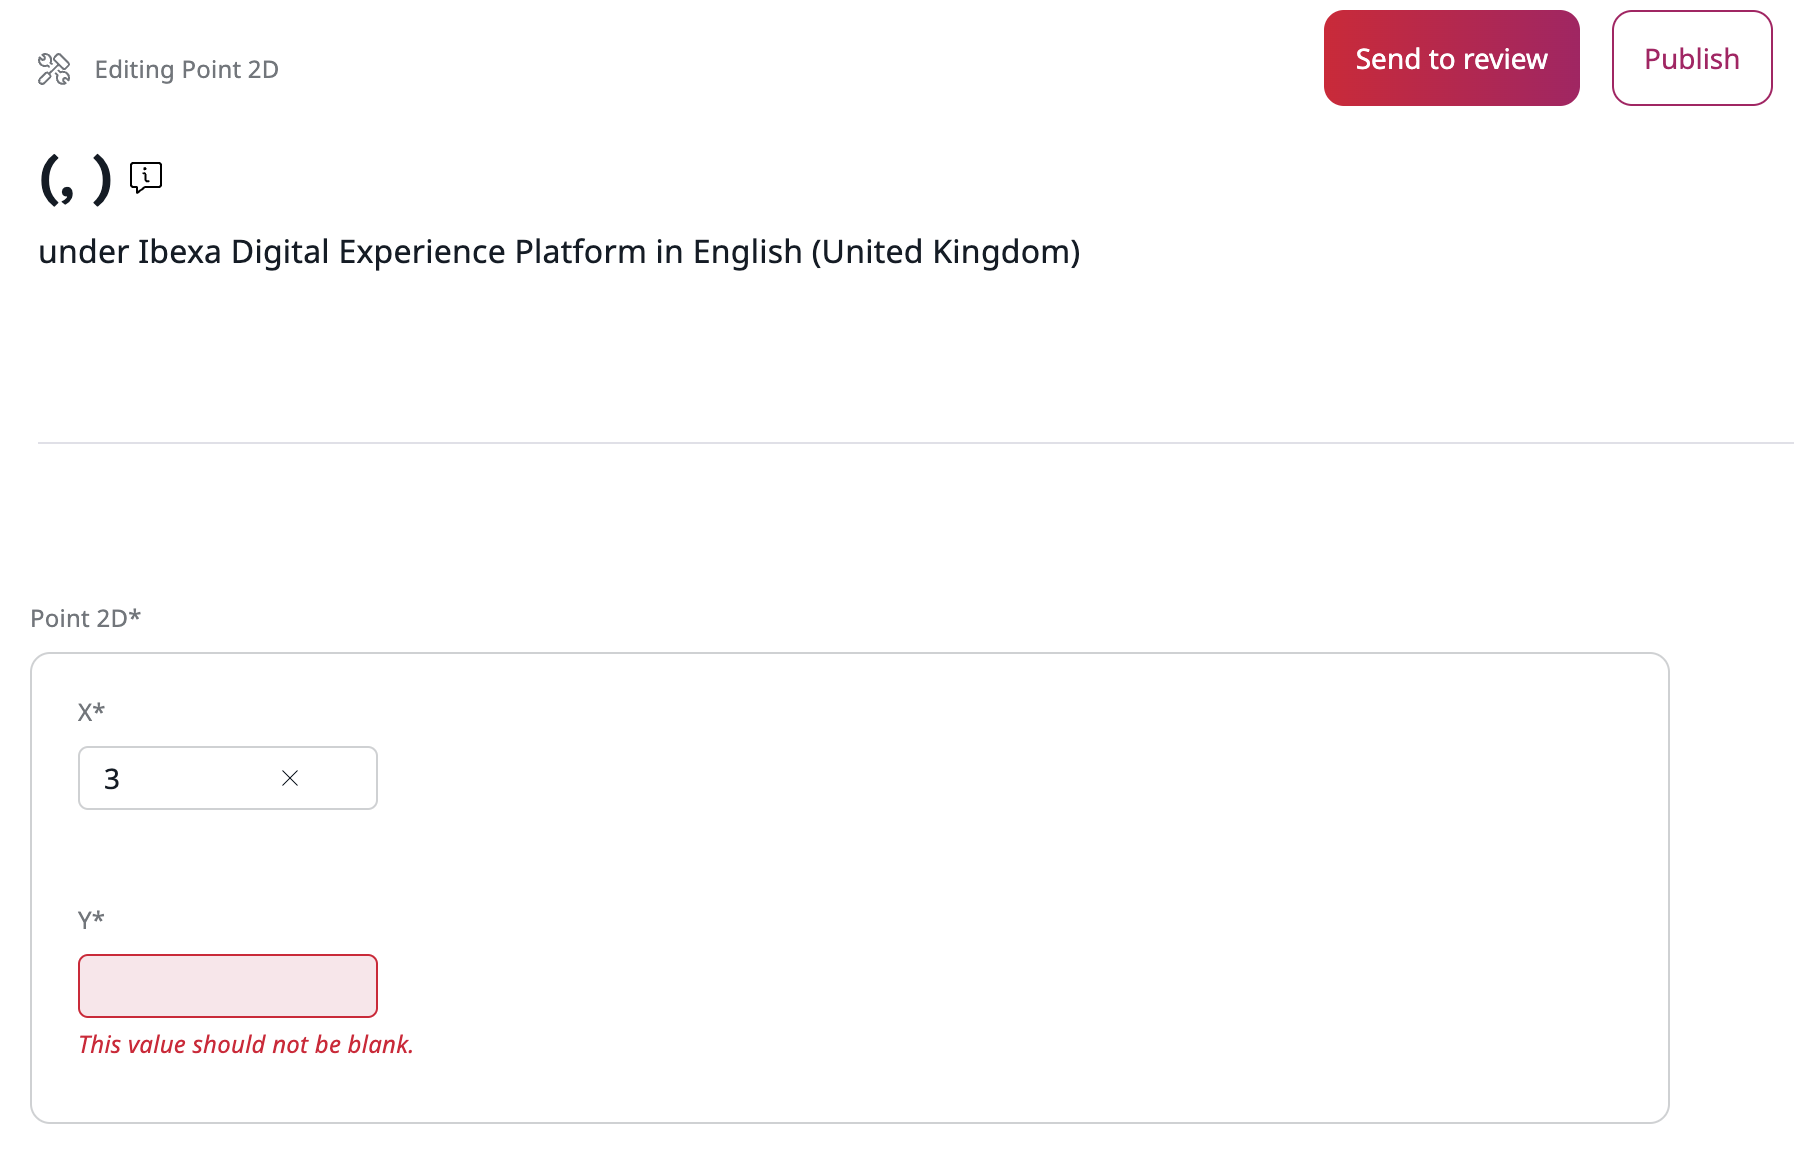 Editing Point 2D
Send to review
Publish
(, )
under Ibexa Digital Experience Platform in English (United Kingdom)
Point 2D*
X*
3
Y*
This value should not be blank.